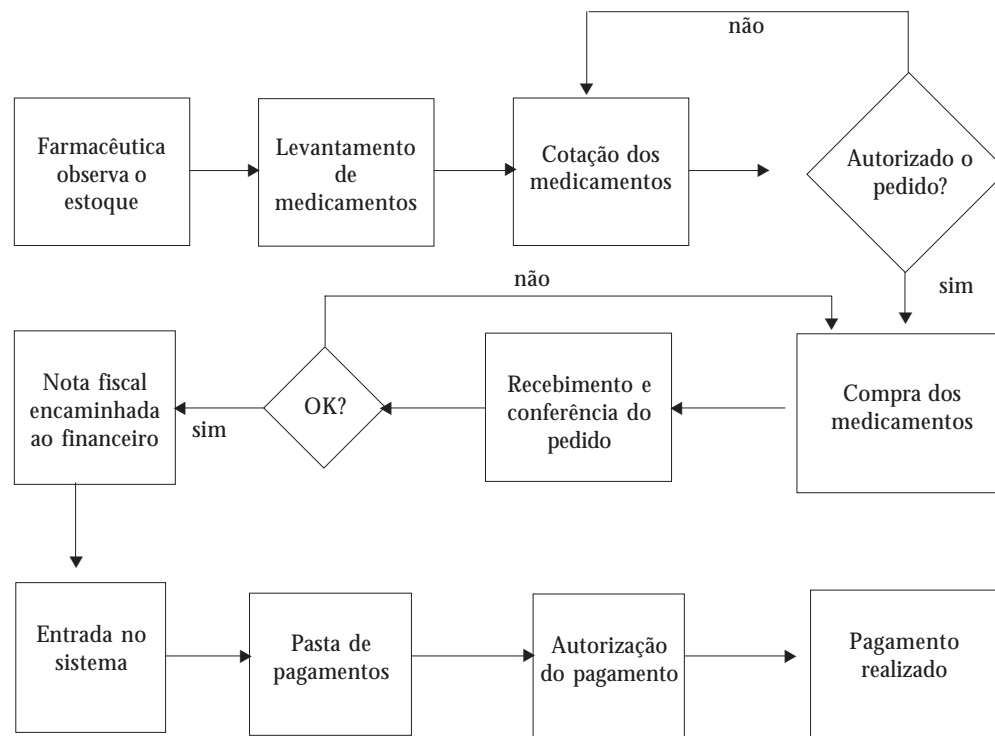 não
Farmacêutica
observa o
estoque
Levantamento
de
medicamentos
Cotação dos
medicamentos
Autorizado o
pedido?
sim
não
Nota fiscal
encaminhada
ao financeiro
sim
OK?
Recebimento e
conferência do
pedido
Compra dos
medicamentos
Entrada no
sistema
Pasta de
pagamentos
Autorização
do pagamento
Pagamento
realizado